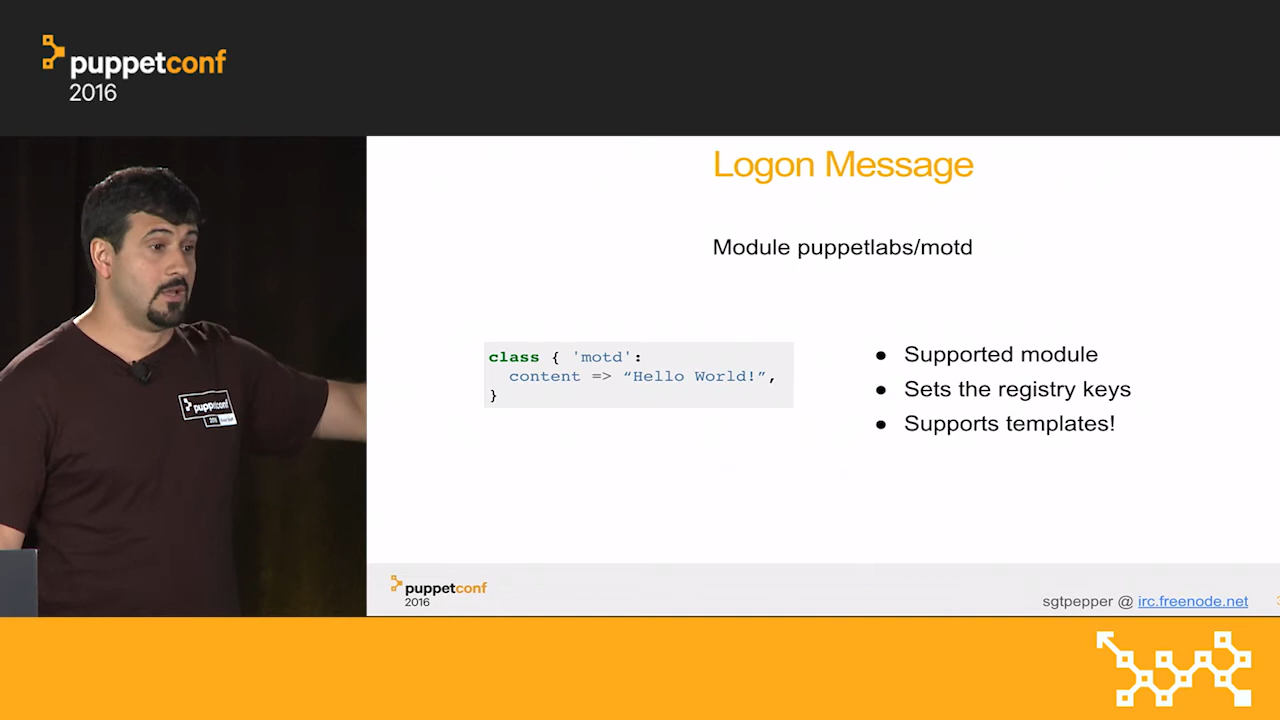 puppetconf
2016
Logon Message
Module puppetlabs/motd
class { 'motd':
content => “Hello World!”,
}
● Supported module
● Sets the registry keys
● Supports templates!
puppetconf
puppetconf
2016
sgtpepper @ irc.freenode.net